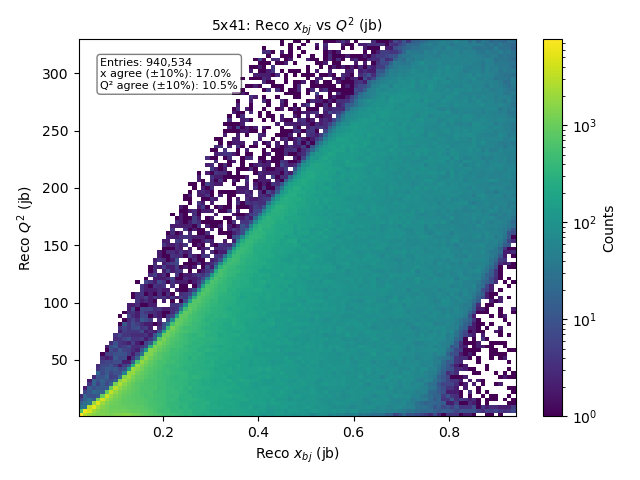 5x41: Reco x_{bj} vs Q² (jb)
Entries: 940,534
x agree (±10%): 17.0%
Q² agree (±10%): 10.5%
300
250
200
150
100
50
Reco Q² (jb)
0.2
0.4
0.6
0.8
Reco x_{bj} (jb)
10³
10²
10¹
10⁰
Counts